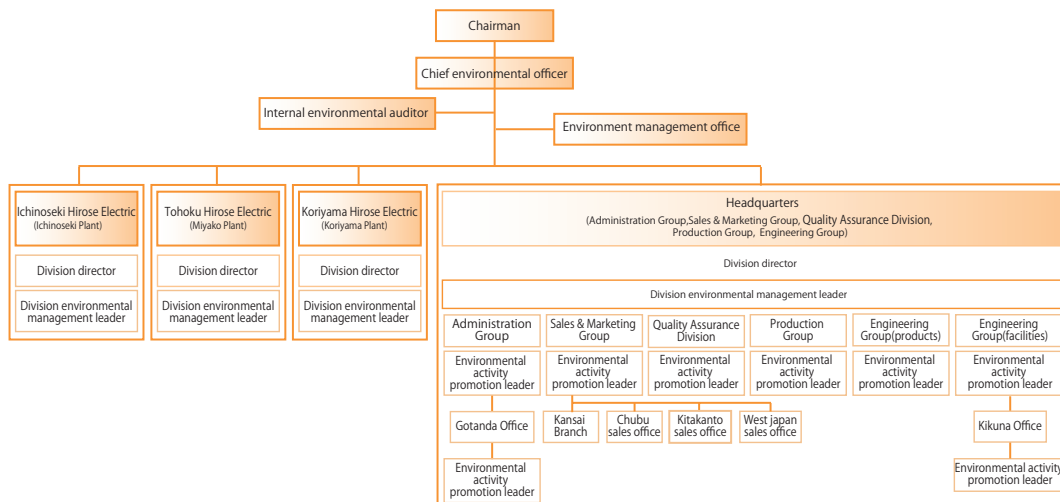 Chairman
Chief environmental officer
Internal environmental auditor
Environment management office
Ichinoseki Hirose Electric
(Ichinoseki Plant)
Division director
Division environmental
management leader
Tohoku Hirose Electric
(Miyako Plant)
Division director
Division environmental
management leader
Koriyama Hirose Electric
(Koriyama Plant)
Division director
Division environmental
management leader
Headquarters
(Administration Group,Sales & Marketing Group, Quality Assurance Division,
Production Group, Engineering Group)
Division director
Division environmental management leader
Administration
Group
Sales & Marketing
Group
Quality Assurance
Division
Production
Group
Engineering
Group(products)
Engineering
Group(facilities)
Environmental
activity
promotion leader
Environmental
activity
promotion leader
Environmental
activity
promotion leader
Environmental
activity
promotion leader
Environmental
activity
promotion leader
Environmental
activity
promotion leader
Gotanda Office
Kansai
Branch
Chubu
sales office
Kitakanto
sales office
West japan
sales office
Kikuna Office
Environmental
activity
promotion leader
Environmental activity
promotion leader